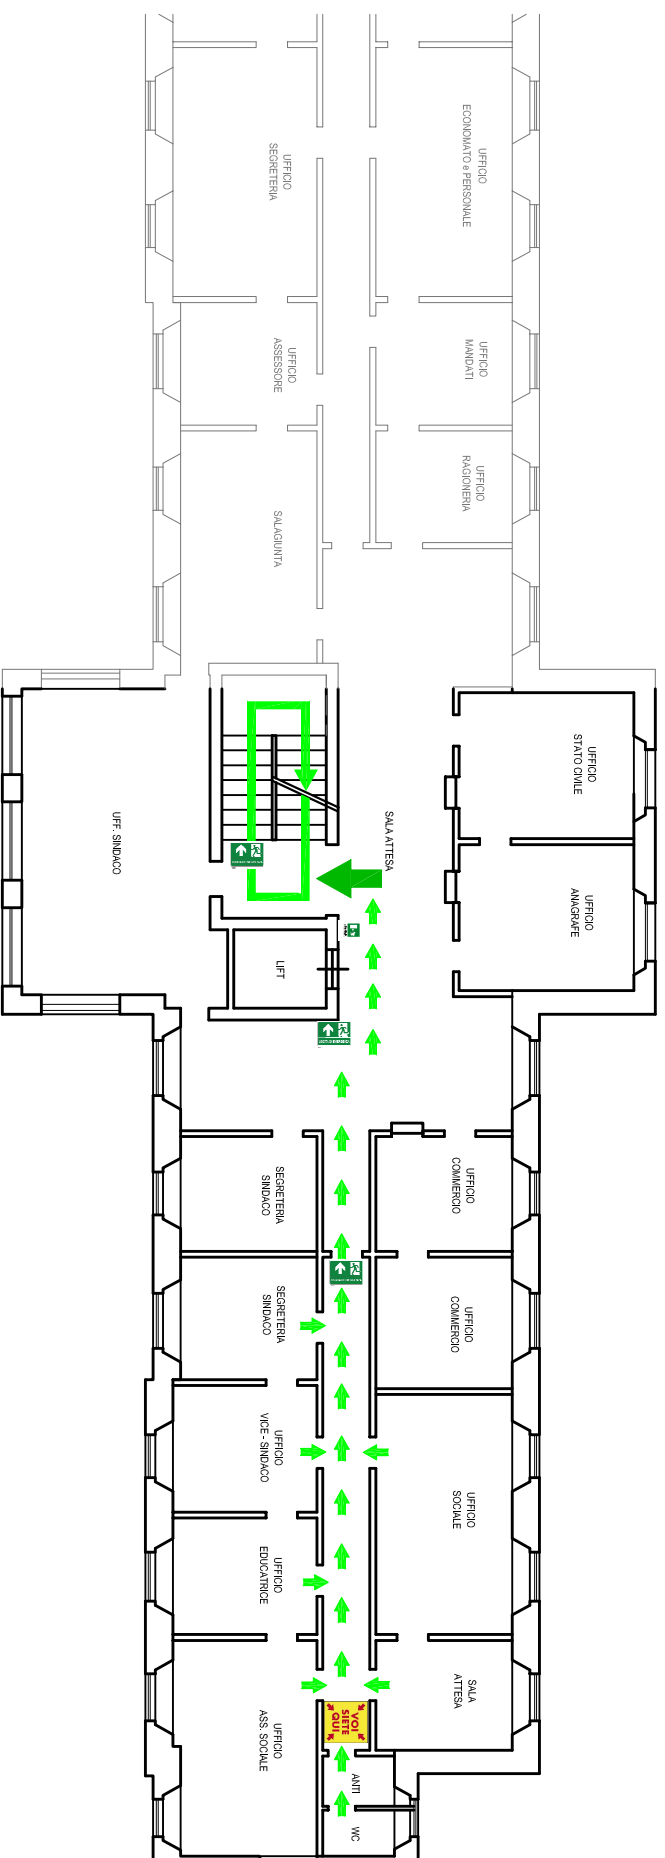 UFFICIO
SEGRETERIA
UFFICIO
ECONOMATO e PERSONALE
UFFICIO
ASSESSORE
UFFICIO
MANDATI
UFFICIO
RAGIONERIA
SALAGIUNTA
UFFICIO
STATO CIVILE
UFF. SINDACO
SALA ATTESA
UFFICIO
ANAGRAFE
LIFT
SEGRETERIA
SINDACO
UFFICIO
COMMERCIO
SEGRETERIA
SINDACO
UFFICIO
COMMERCIO
UFFICIO
VICE - SINDACO
UFFICIO
SOCIALE
UFFICIO
EDUCATRICE
SALA
ATTESA
UFFICIO
ASS. SOCIALE
VOI
SIETE
QUI
ANTI
WC